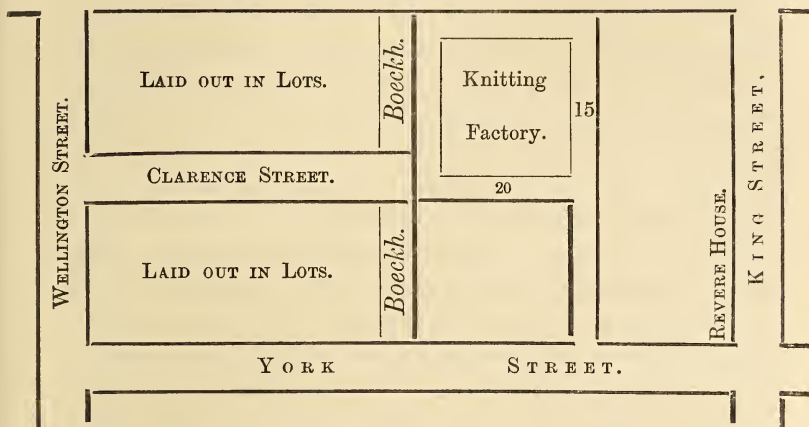 WELLINGTON STREET.
LAID OUT IN LOTS.
Boeckh.
Knitting
Factory.
15
20
CLARENCE STREET.
LAID OUT IN LOTS.
Boeckh.
REVERE HOUSE.
KING STREET,
YORK STREET.